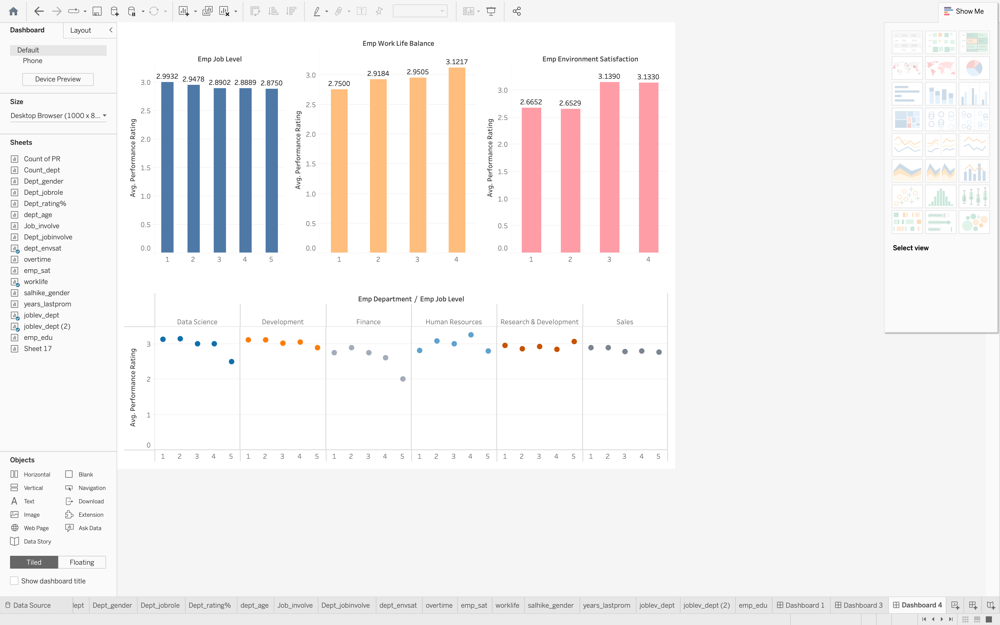 Show Me
Dashboard
Layout
Default
Phone
Device Preview
Size
Desktop Browser (1000 x 8...
Sheets
Count of PR
Count_dept
Dept_gender
Dept_jobrole
Dept_rating%
dept_age
Job_involve
Dept_jobinvolve
dept_envsat
overtime
emp_sat
worklife
salhike_gender
years_lastprom
joblev_dept
joblev_dept (2)
emp_edu
Sheet 17
Objects
Horizontal
Blank
Vertical
Navigation
Text
Download
Image
Extension
Web Page
Ask Data
Data Story
Tiled
Floating
Show dashboard title
Emp Job Level
Avg. Performance Rating
3.0
2.5
2.0
1.5
1.0
0.5
0.0
2.9932 2.9478 2.8902 2.8889 2.8750
1 2 3 4 5
Emp Work Life Balance
Avg. Performance Rating
3.0
2.5
2.0
1.5
1.0
0.5
0.0
2.7500 2.9184 2.9505 3.1217
1 2 3 4
Emp Environment Satisfaction
Avg. Performance Rating
3.0
2.5
2.0
1.5
1.0
0.5
0.0
2.6652 2.6529 3.1390 3.1330
1 2 3 4
Emp Department / Emp Job Level
Data Science Development Finance Human Resources Research & Development Sales
Avg. Performance Rating
3
2
1
0
1 2 3 4 5 1 2 3 4 5 1 2 3 4 5 1 2 3 4 5 1 2 3 4 5 1 2 3 4 5
Select view
Data Source lept Dept_gender Dept_jobrole Dept_rating% dept_age Job_involve Dept_jobinvolve dept_envsat overtime emp_sat worklife salhike_gender years_lastprom joblev_dept joblev_dept (2) emp_edu Dashboard 1 Dashboard 3 Dashboard 4